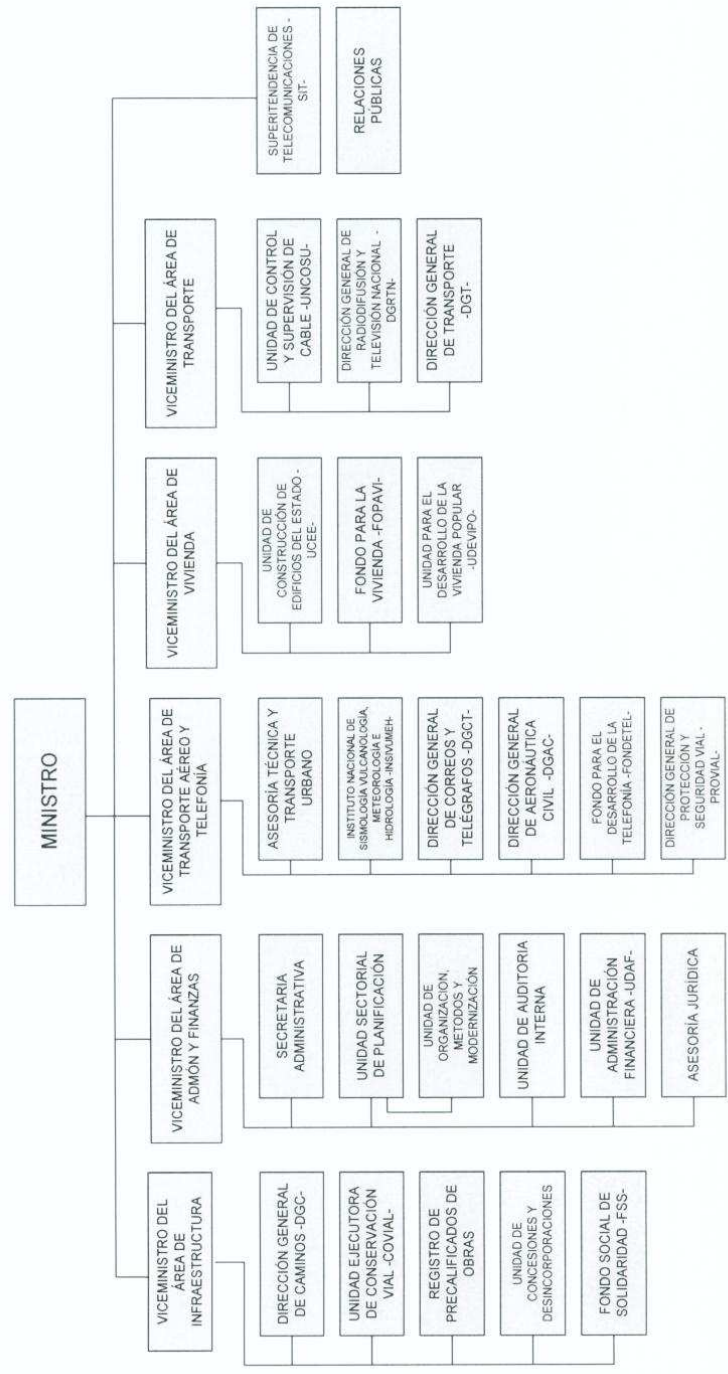 MINISTRO
VICEMINISTRO DEL
ÁREA DE
INFRAESTRUCTURA
DIRECCIÓN GENERAL
DE CAMINOS -DGC-
UNIDAD EJECUTORA
DE CONSERVACIÓN
VIAL -COVIAL-
REGISTRO DE
PRECALIFICADOS DE
OBRAS
UNIDAD DE
CONCESIONES Y
DESINCORPORACIONES
FONDO SOCIAL DE
SOLIDARIDAD -FSS-
VICEMINISTRO DEL ÁREA DE
ADMÓN Y FINANZAS
SECRETARIA
ADMINISTRATIVA
UNIDAD SECTORIAL
DE PLANIFICACIÓN
UNIDAD DE
ORGANIZACION,
METODOS Y
MODERNIZACIÓN
UNIDAD DE AUDITORIA
INTERNA
UNIDAD DE
ADMINISTRACIÓN
FINANCIERA -UDAF-
ASESORÍA JURÍDICA
VICEMINISTRO DEL ÁREA DE
TRANSPORTE AÉREO Y
TELEFONÍA
ASESORÍA TÉCNICA Y
TRANSPORTE
URBANO
INSTITUTO NACIONAL DE
SISMOLOGÍA VULCANOLOGÍA,
METEOROLOGÍA E
HIDROLOGÍA -INSIVUMEH-
DIRECCIÓN GENERAL
DE CORREOS Y
TELÉGRAFOS -DGCT-
DIRECCIÓN GENERAL
DE AERONÁUTICA
CIVIL -DGAC-
FONDO PARA EL
DESARROLLO DE LA
TELEFONÍA -FONDETEL-
DIRECCIÓN GENERAL DE
PROTECCIÓN Y
SEGURIDAD VIAL -
PROVIAL-
VICEMINISTRO DEL ÁREA DE
VIVIENDA
UNIDAD DE
CONSTRUCCIÓN DE
EDIFICIOS DEL ESTADO -
UCEE-
FONDO PARA LA
VIVIENDA -FOPAVI-
UNIDAD PARA EL
DESARROLLO DE LA
VIVIENDA POPULAR
-UDEVIPO-
VICEMINISTRO DEL ÁREA DE
TRANSPORTE
UNIDAD DE CONTROL
Y SUPERVISIÓN DE
CABLE -UNCOSU-
DIRECCIÓN GENERAL DE
RADIODIFUSIÓN Y
TELEVISIÓN NACIONAL -
DGRTN-
DIRECCIÓN GENERAL
DE TRANSPORTE
-DGT-
SUPERITENDENCIA DE
TELECOMUNICACIONES -
SIT-
RELACIONES
PÚBLICAS